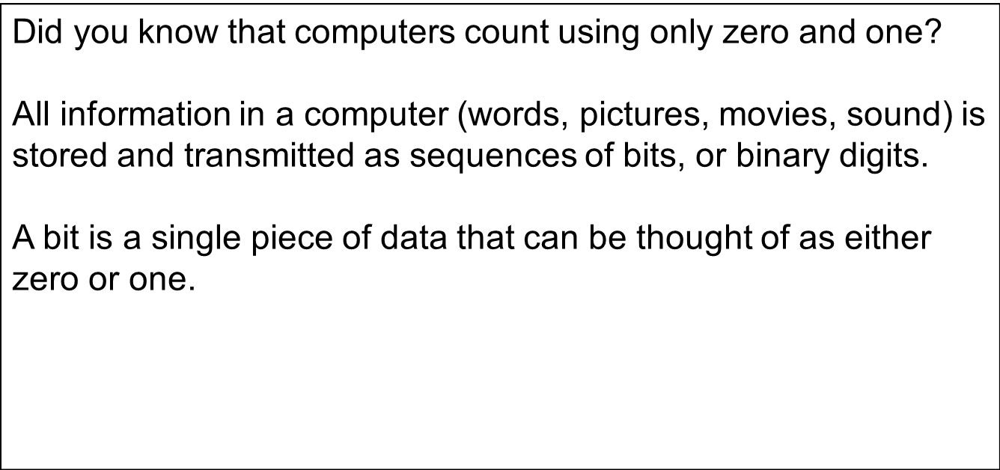 Did you know that computers count using only zero and one?
All information in a computer (words, pictures, movies, sound) is
stored and transmitted as sequences of bits, or binary digits.
A bit is a single piece of data that can be thought of as either
zero or one.